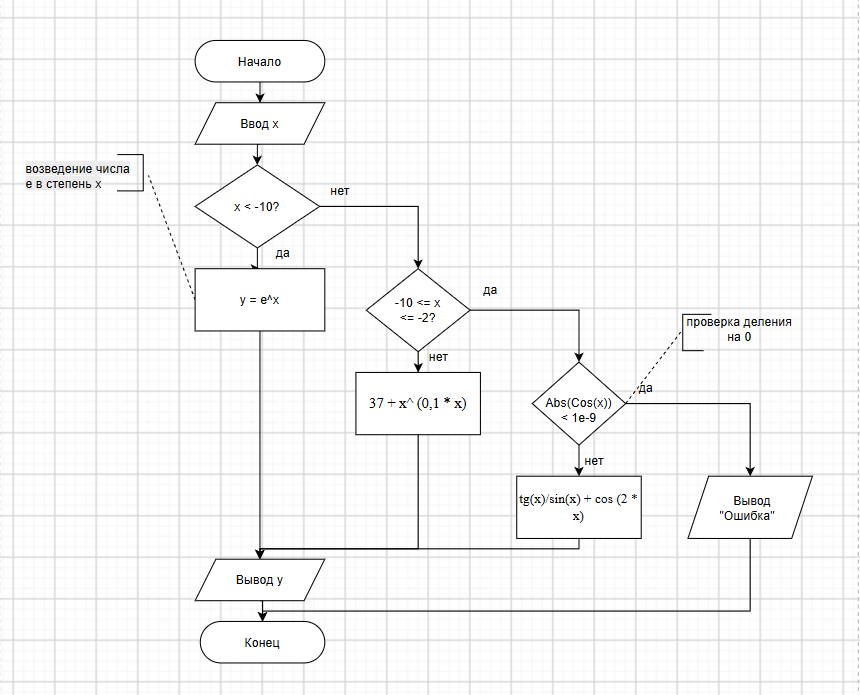 Начало
Ввод x
возведение числа
e в степень x
x < -10?
нет
да
y = e^x
-10 <= x
<= -2?
да
нет
37 + x^ (0,1 * x)
проверка деления
на 0
Abs(Cos(x))
< 1e-9
да
нет
tg(x)/sin(x) + cos (2 *
x)
Вывод
"Ошибка"
Вывод y
Конец